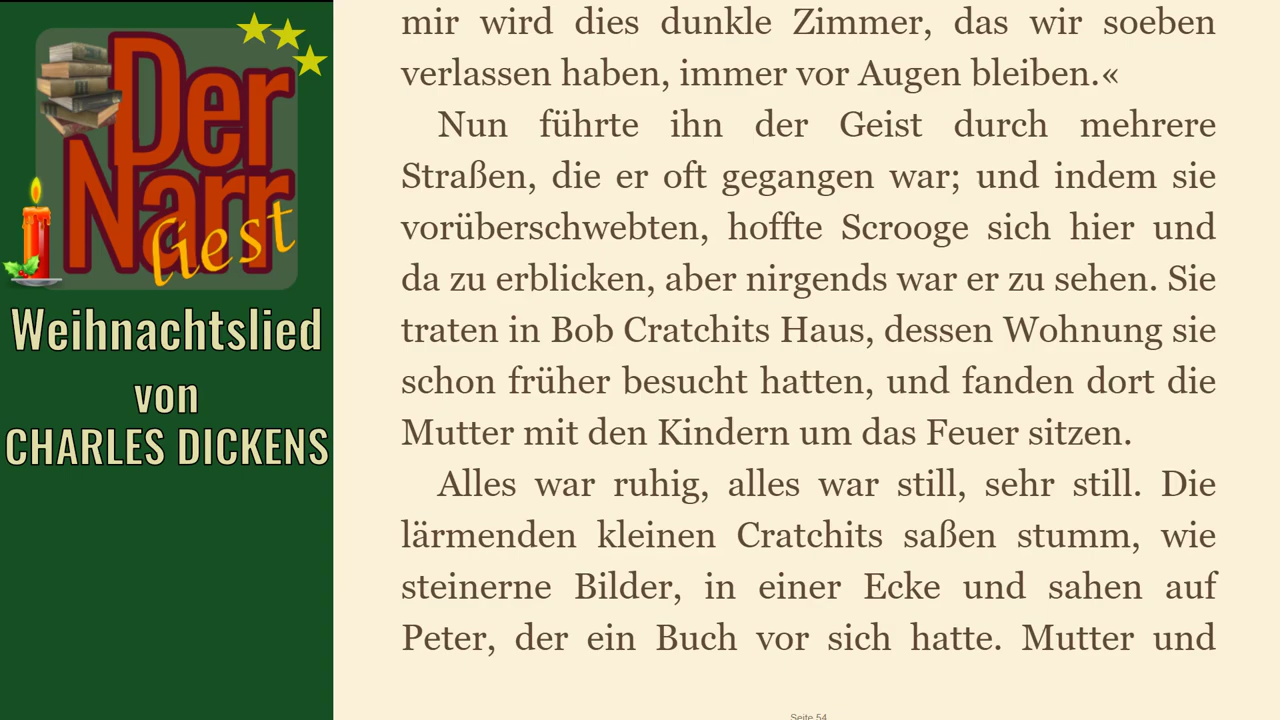 Der
Narr
liest
Weihnachtslied
von
CHARLES DICKENS
mir wird dies dunkle Zimmer, das wir soeben
verlassen haben, immer vor Augen bleiben.«
Nun führte ihn der Geist durch mehrere
Straßen, die er oft gegangen war; und indem sie
vorüberschwebten, hoffte Scrooge sich hier und
da zu erblicken, aber nirgends war er zu sehen. Sie
traten in Bob Cratchits Haus, dessen Wohnung sie
schon früher besucht hatten, und fanden dort die
Mutter mit den Kindern um das Feuer sitzen.
Alles war ruhig, alles war still, sehr still. Die
lärmenden kleinen Cratchits saßen stumm, wie
steinerne Bilder, in einer Ecke und sahen auf
Peter, der ein Buch vor sich hatte. Mutter und
Seite 54